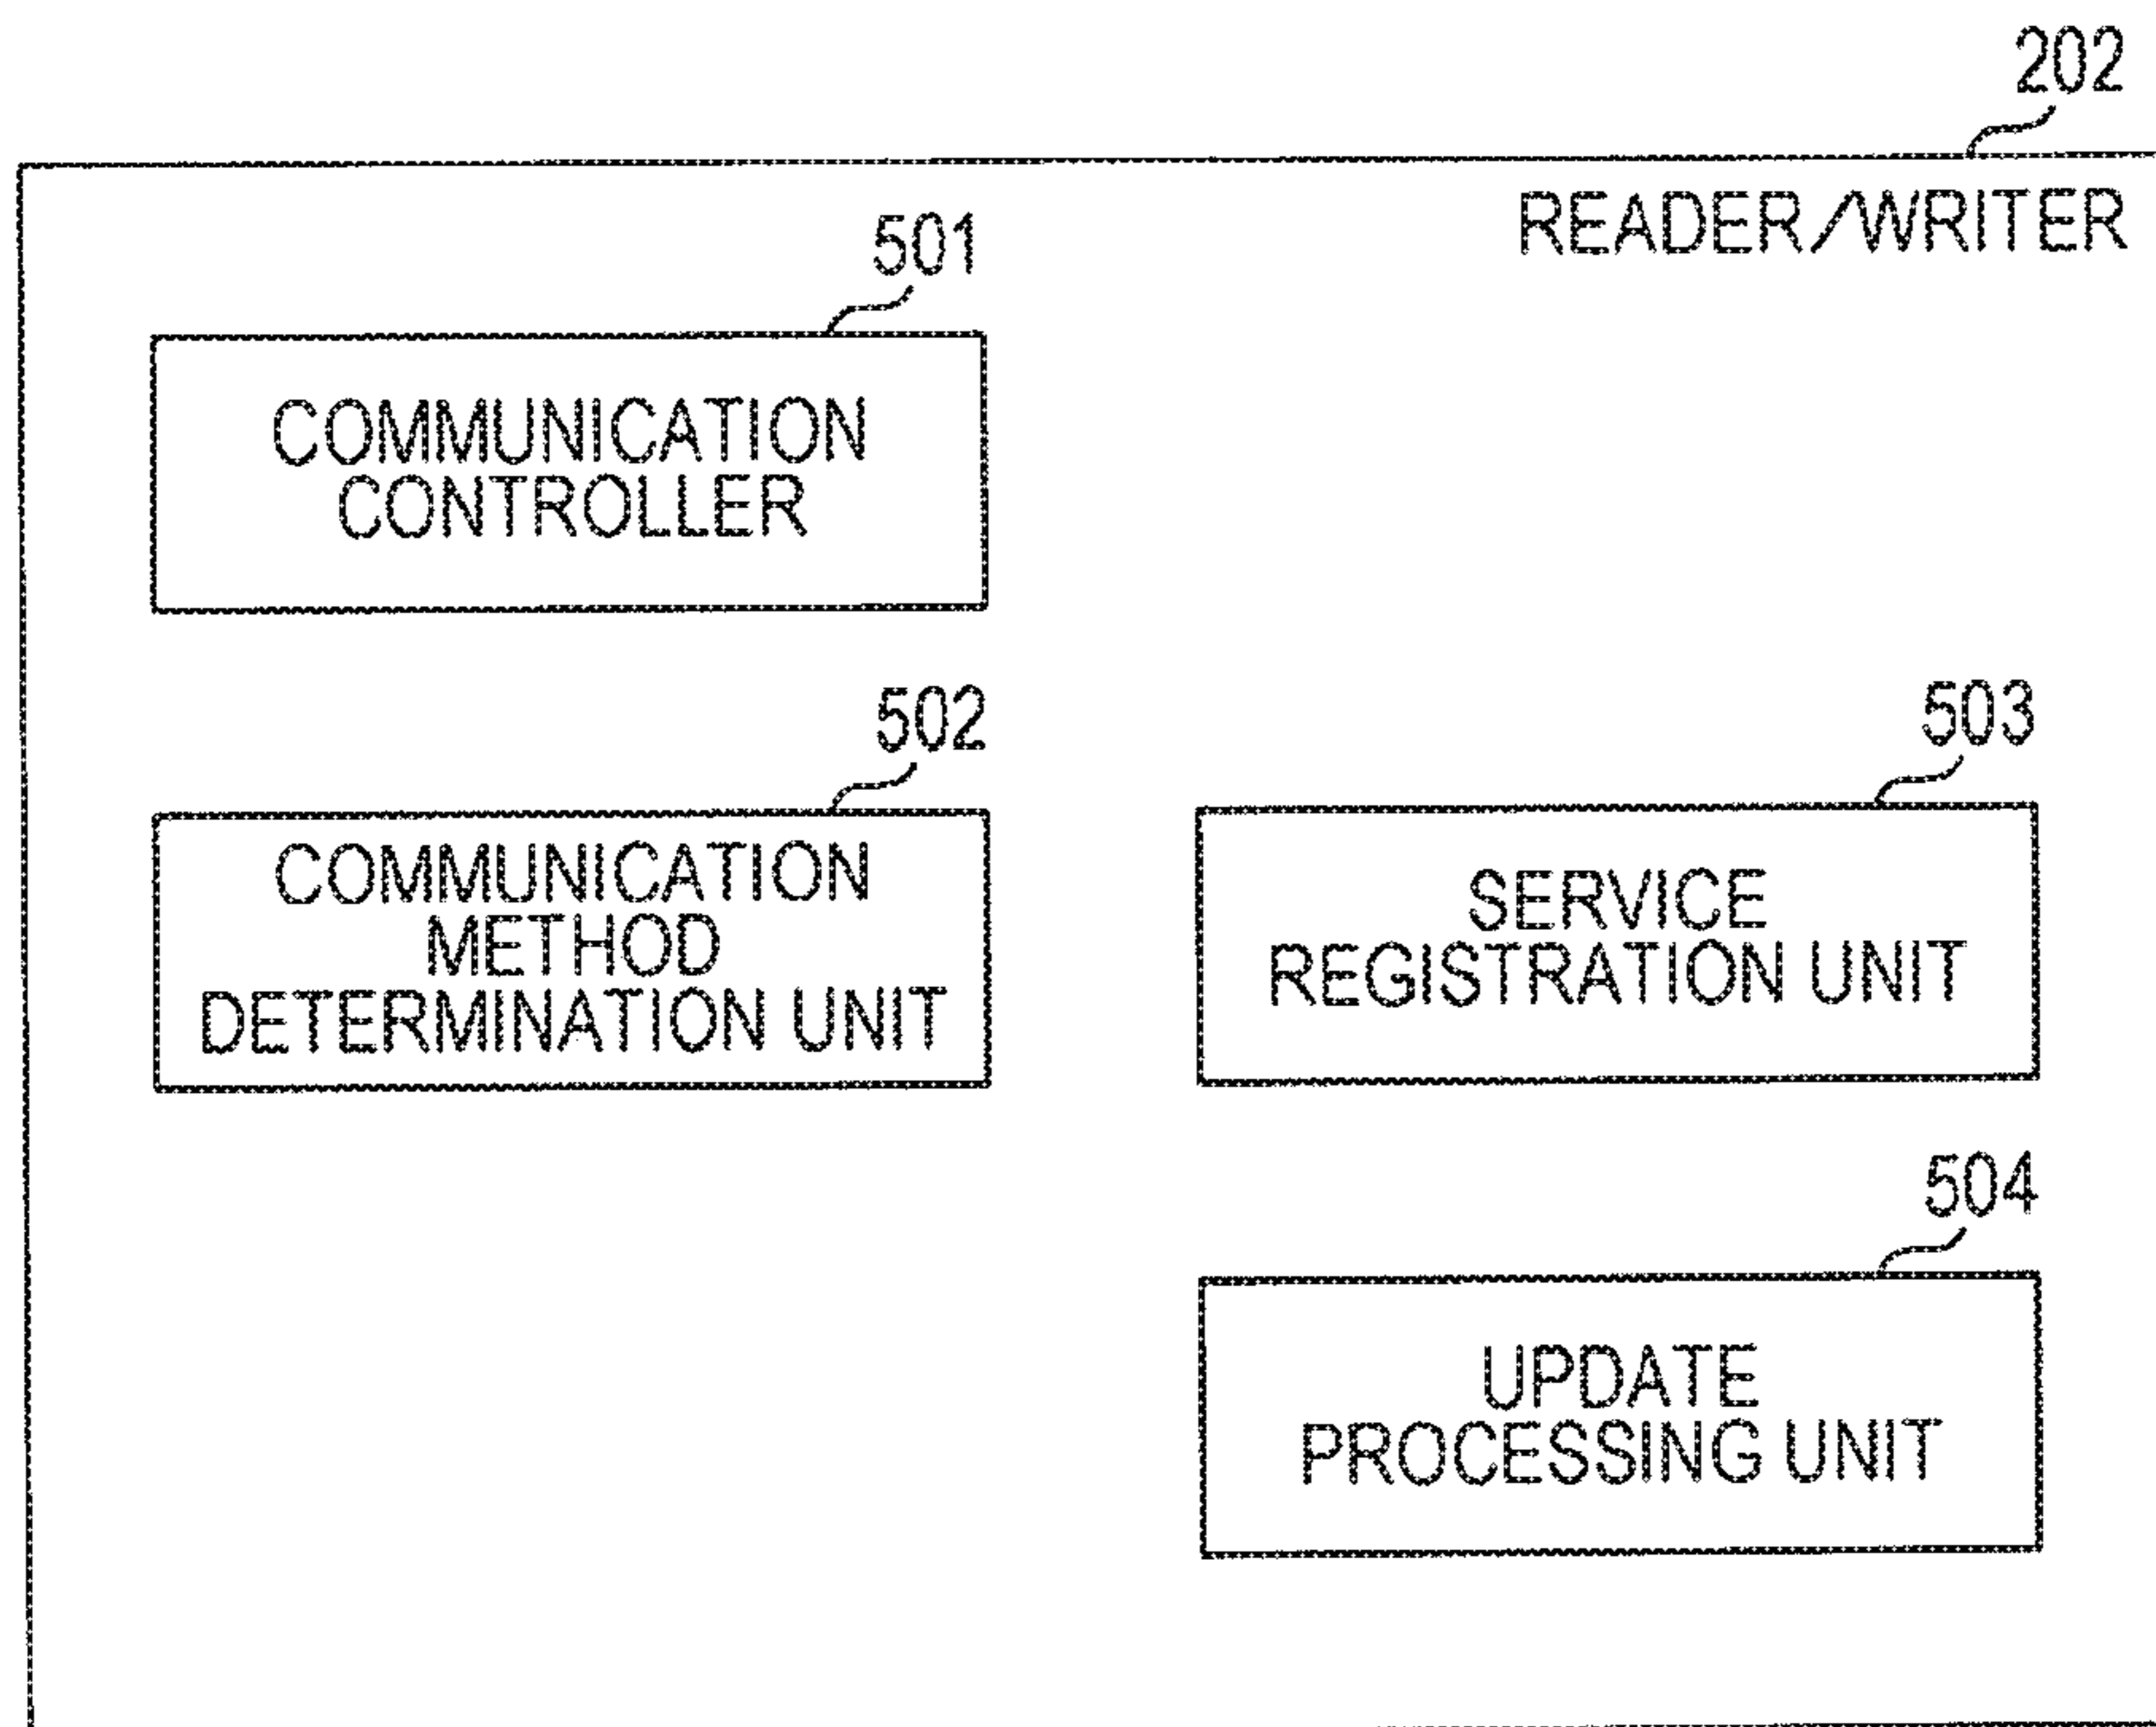 202
READER/WRITER
501
COMMUNICATION
CONTROLLER
502
COMMUNICATION
METHOD
DETERMINATION UNIT
503
SERVICE
REGISTRATION UNIT
504
UPDATE
PROCESSING UNIT